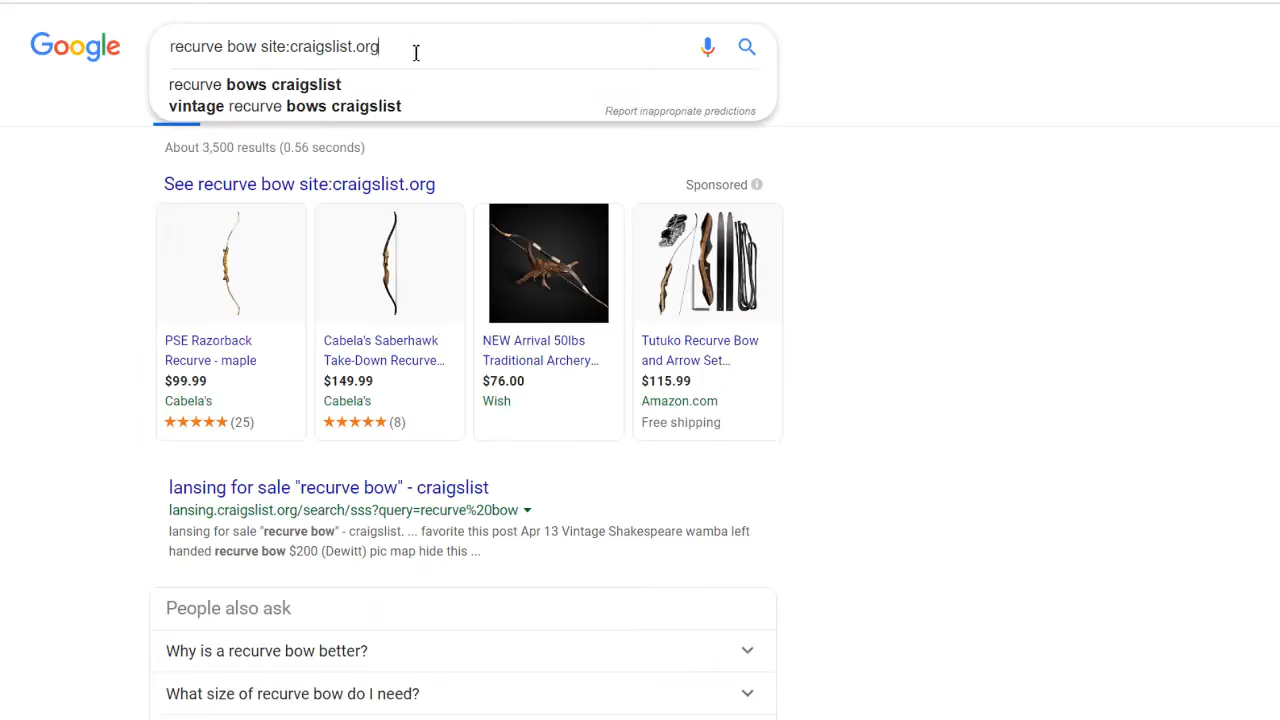 Google
recurve bow site:craigslist.org
recurve bows craigslist
vintage recurve bows craigslist
Report inappropriate predictions
About 3,500 results (0.56 seconds)
See recurve bow site:craigslist.org
Sponsored
PSE Razorback
Recurve - maple
$99.99
Cabela's
(25)
Cabela's Saberhawk
Take-Down Recurve…
$149.99
Cabela's
(8)
NEW Arrival 50lbs
Traditional Archery…
$76.00
Wish
Tutuko Recurve Bow
and Arrow Set…
$115.99
Amazon.com
Free shipping
lansing for sale "recurve bow" - craigslist
lansing.craigslist.org/search/sss?query=recurve%20bow
lansing for sale "recurve bow" - craigslist. ... favorite this post Apr 13 Vintage Shakespeare wamba left
handed recurve bow $200 (Dewitt) pic map hide this ...
People also ask
Why is a recurve bow better?
What size of recurve bow do I need?